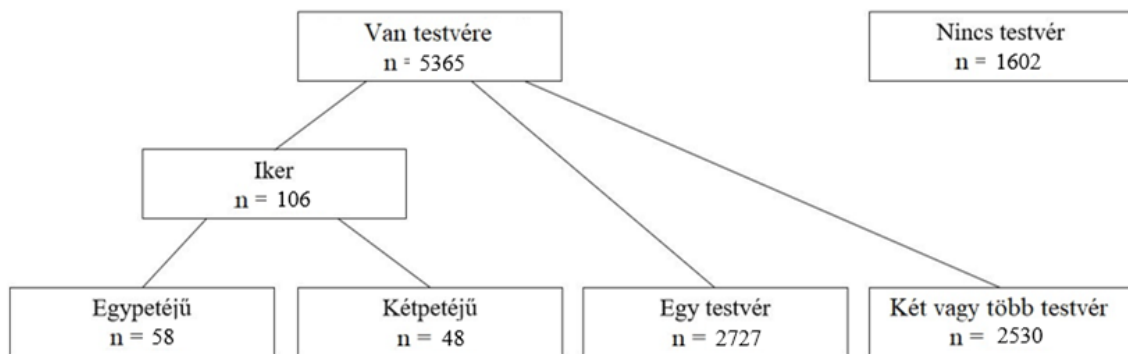 Van testvére
n = 5365
Nincs testvér
n = 1602
Iker
n = 106
Egypetéjű
n = 58
Kétpetéjű
n = 48
Egy testvér
n = 2727
Két vagy több testvér
n = 2530